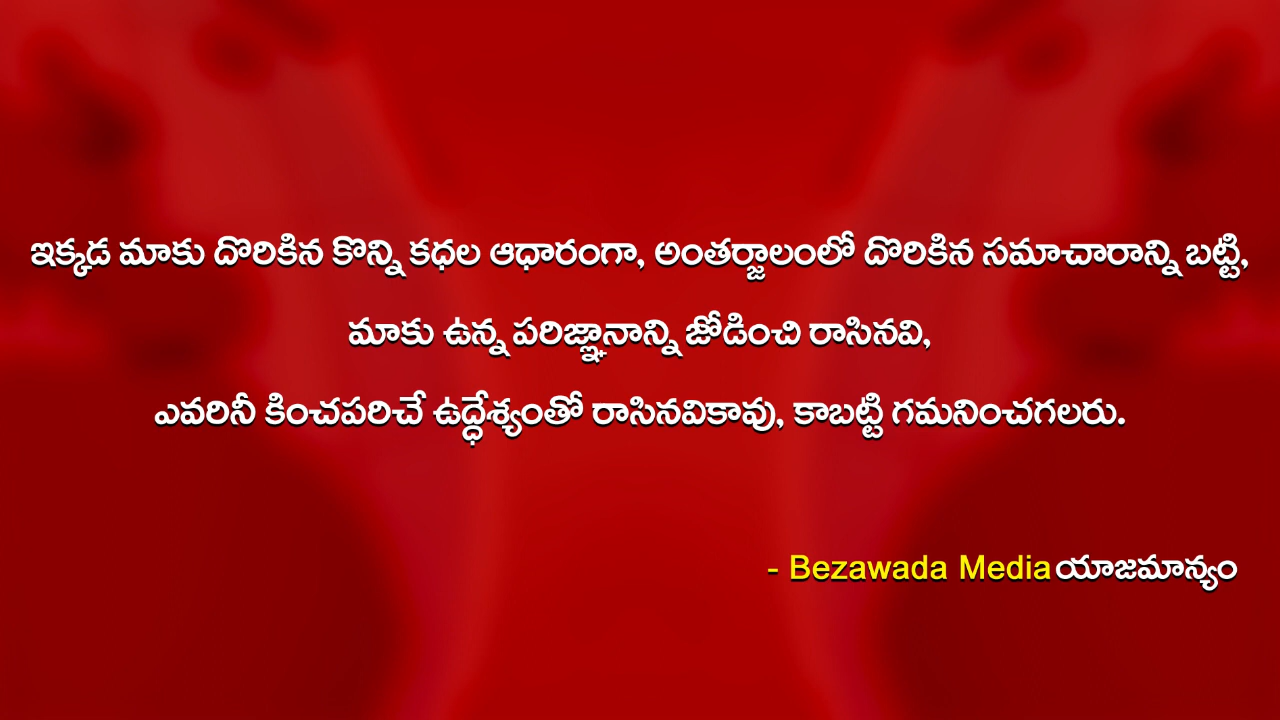 ఇక్కడ మాకు దొరికిన కొన్ని కధల ఆధారంగా, అంతర్జాలంలో దొరికిన సమాచారాన్ని బట్టి,
మాకు ఉన్న పరిజ్ఞానాన్ని జోడించి రాసినవి,
ఎవరినీ కించపరిచే ఉద్ధేశ్యంతో రాసినవికావు, కాబట్టి గమనించగలరు.
- Bezawada Media యాజమాన్యం